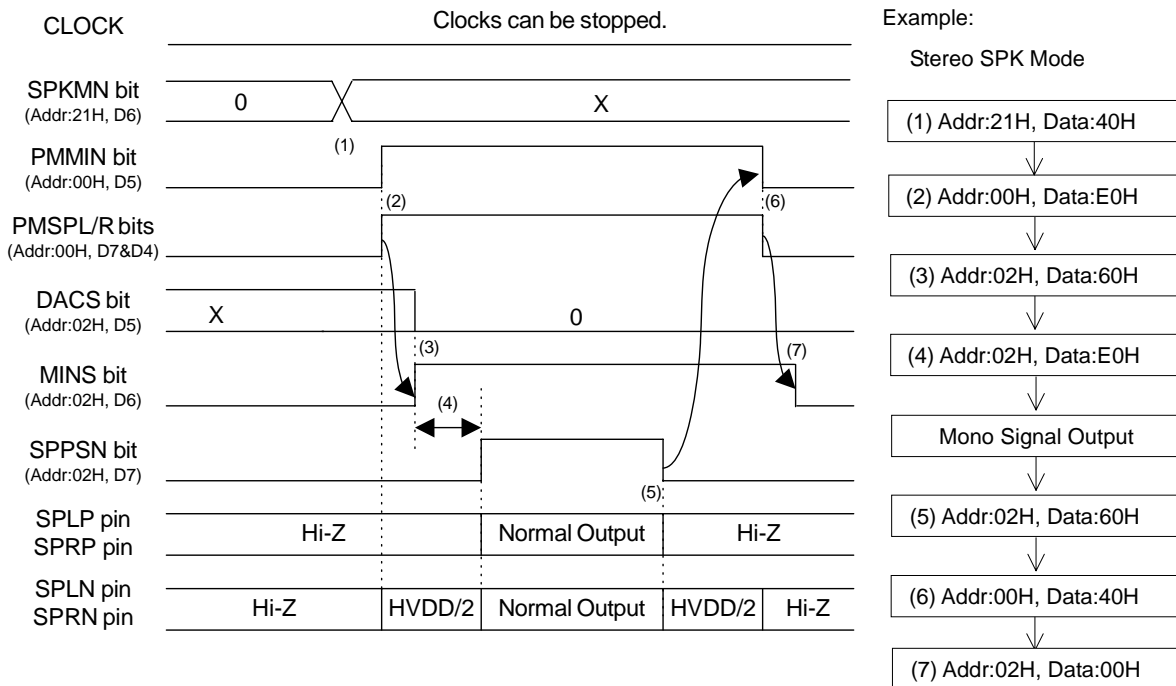 CLOCK
Clocks can be stopped.
SPKMN bit
(Addr:21H, D6)
0
X
(1)
PMMIN bit
(Addr:00H, D5)
(2)
(6)
PMSPL/R bits
(Addr:00H, D7&D4)
DACS bit
(Addr:02H, D5)
X
0
(3)
(7)
MINS bit
(Addr:02H, D6)
(4)
SPPSN bit
(Addr:02H, D7)
(5)
SPLP pin
SPRP pin
Hi-Z
Normal Output
Hi-Z
SPLN pin
SPRN pin
Hi-Z
HVDD/2
Normal Output
HVDD/2
Hi-Z
Example:
Stereo SPK Mode
(1) Addr:21H, Data:40H
(2) Addr:00H, Data:E0H
(3) Addr:02H, Data:60H
(4) Addr:02H, Data:E0H
Mono Signal Output
(5) Addr:02H, Data:60H
(6) Addr:00H, Data:40H
(7) Addr:02H, Data:00H